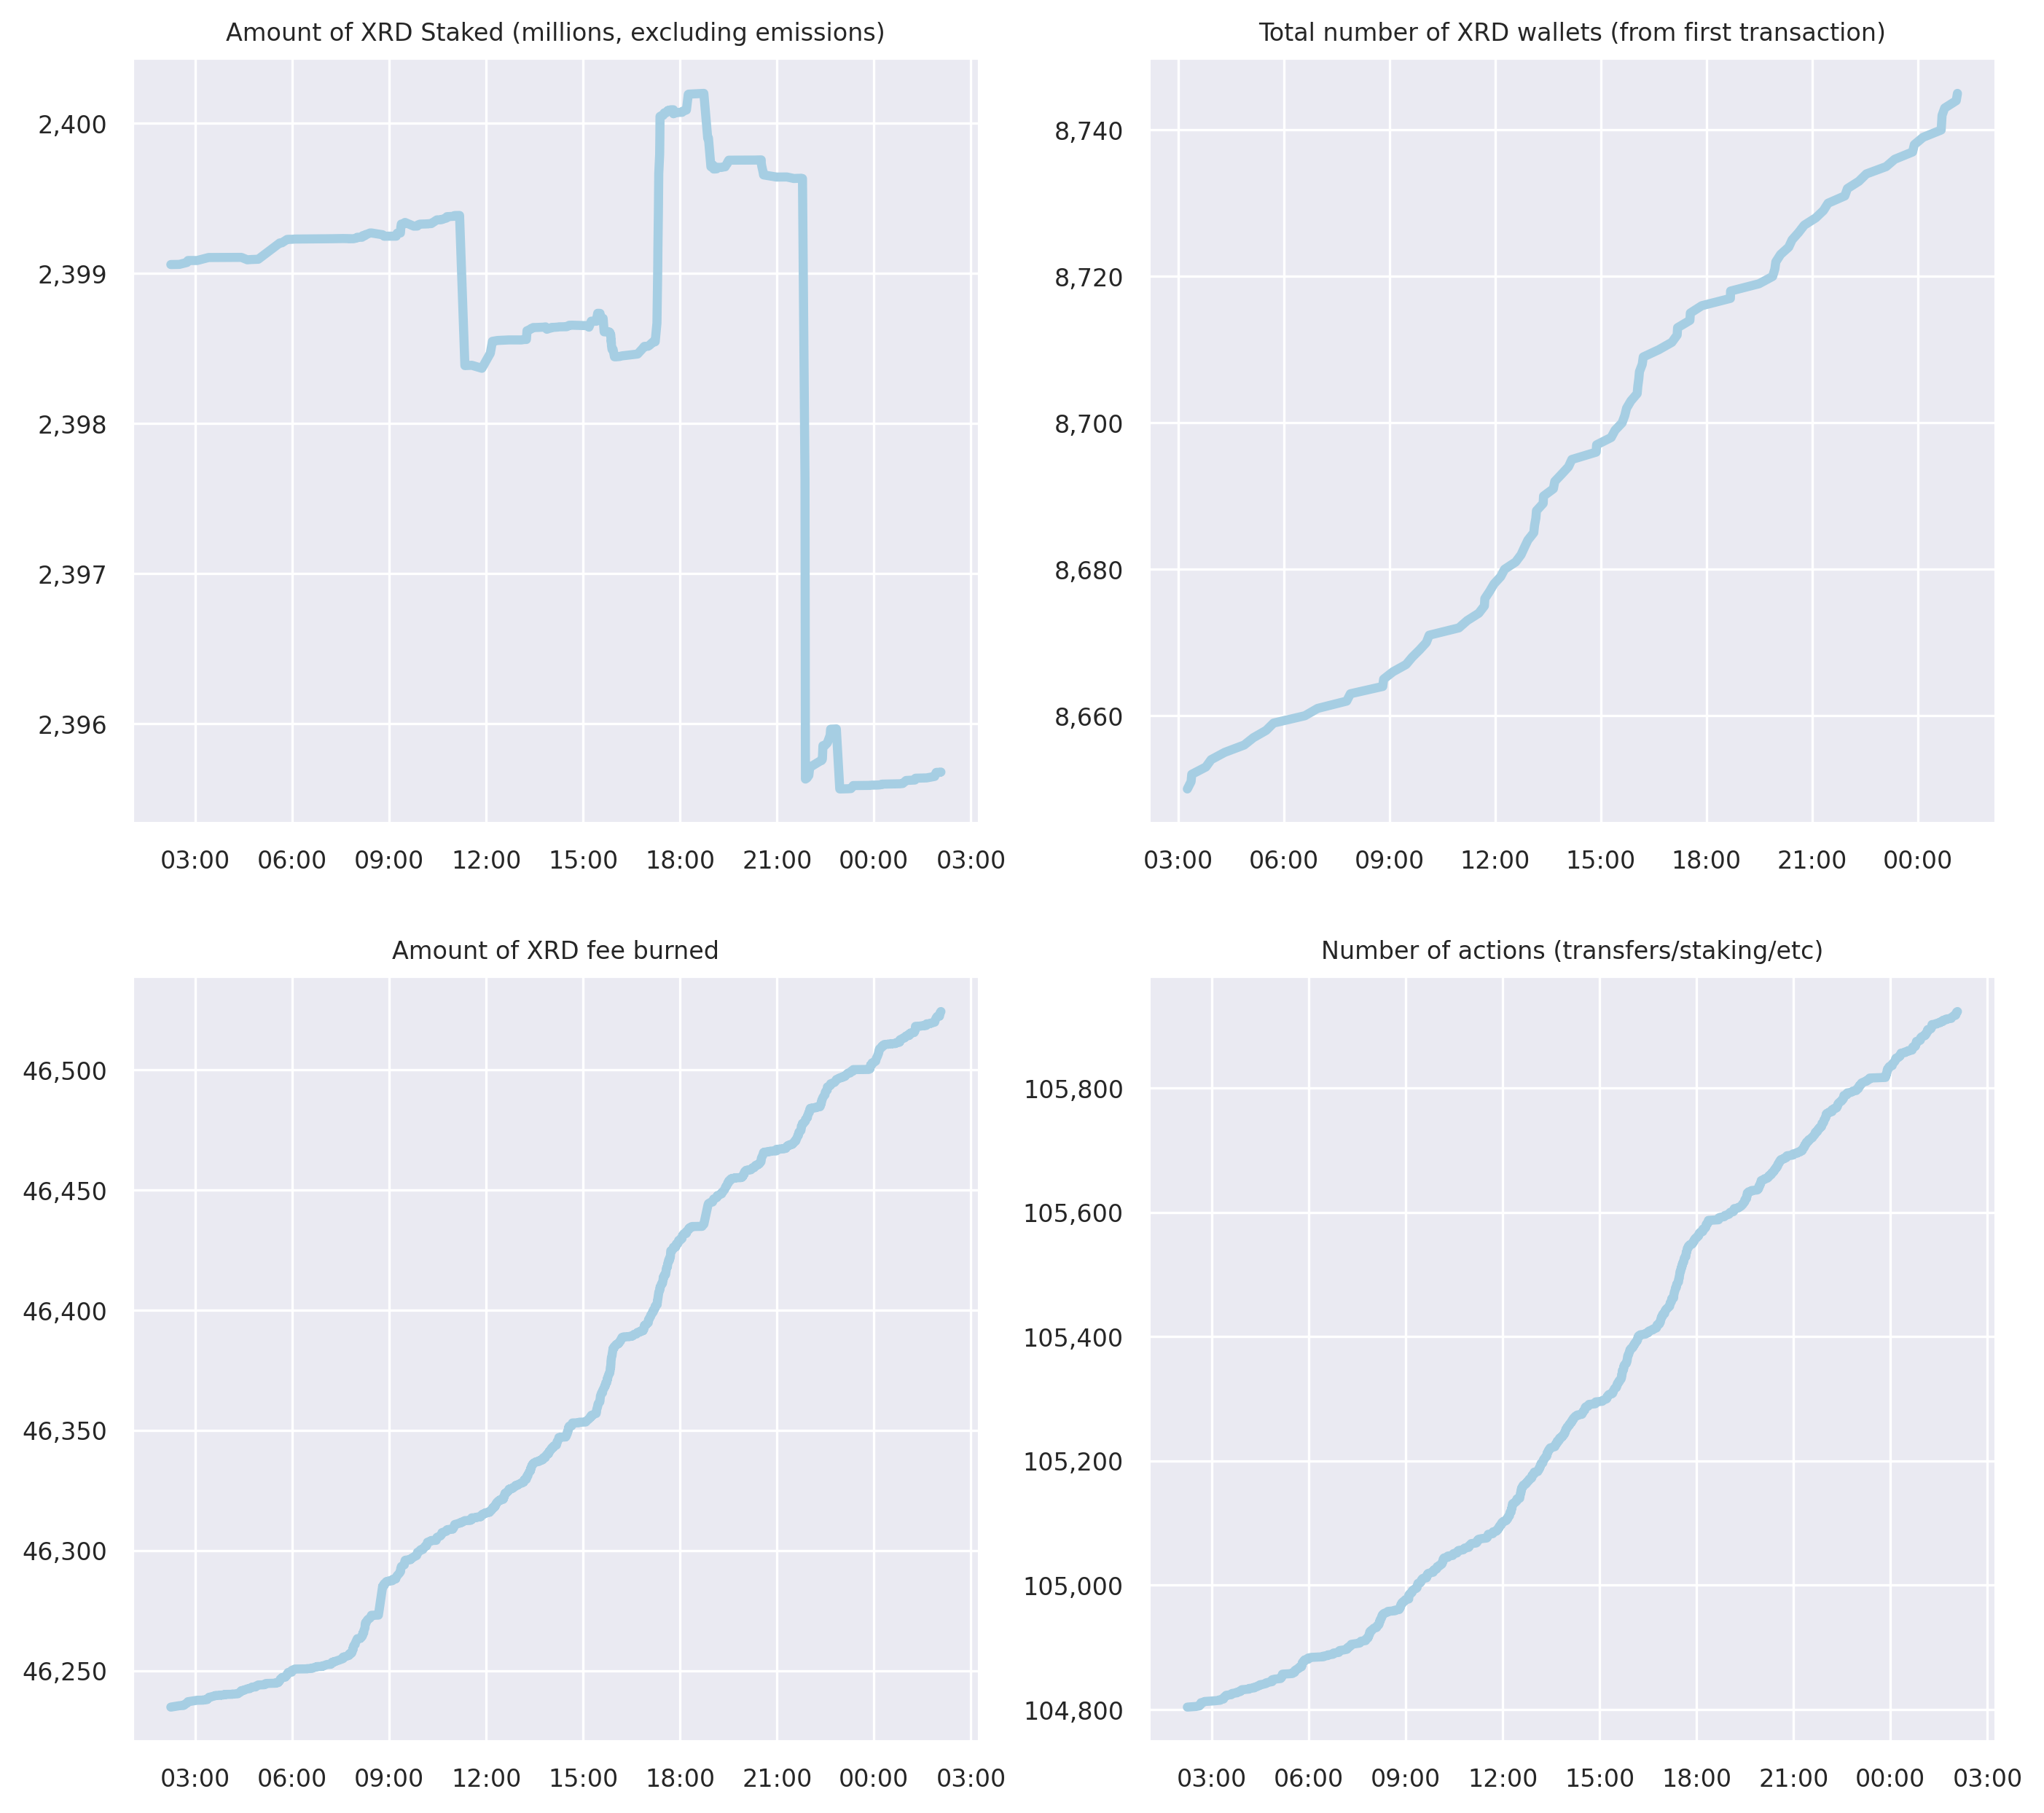 Amount of XRD Staked (millions, excluding emissions)
2,400
2,399
2,398
2,397
2,396
03:00 06:00 09:00 12:00 15:00 18:00 21:00 00:00 03:00
Total number of XRD wallets (from first transaction)
8,740
8,720
8,700
8,680
8,660
03:00 06:00 09:00 12:00 15:00 18:00 21:00 00:00
Amount of XRD fee burned
46,500
46,450
46,400
46,350
46,300
46,250
03:00 06:00 09:00 12:00 15:00 18:00 21:00 00:00 03:00
Number of actions (transfers/staking/etc)
105,800
105,600
105,400
105,200
105,000
104,800
03:00 06:00 09:00 12:00 15:00 18:00 21:00 00:00 03:00